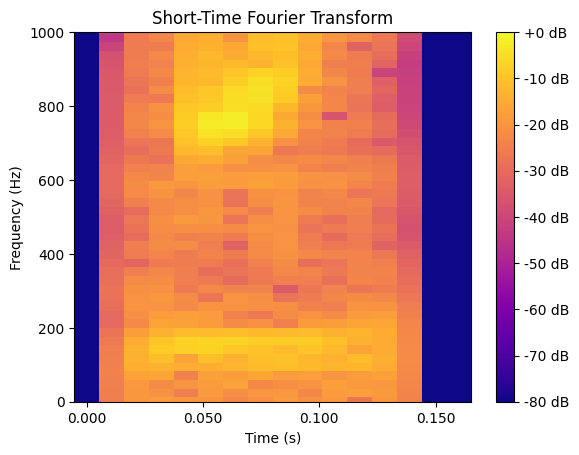 Short-Time Fourier Transform
1000
800
600
400
200
0
Frequency (Hz)
0.000
0.050
0.100
0.150
Time (s)
+0 dB
-10 dB
-20 dB
-30 dB
-40 dB
-50 dB
-60 dB
-70 dB
-80 dB